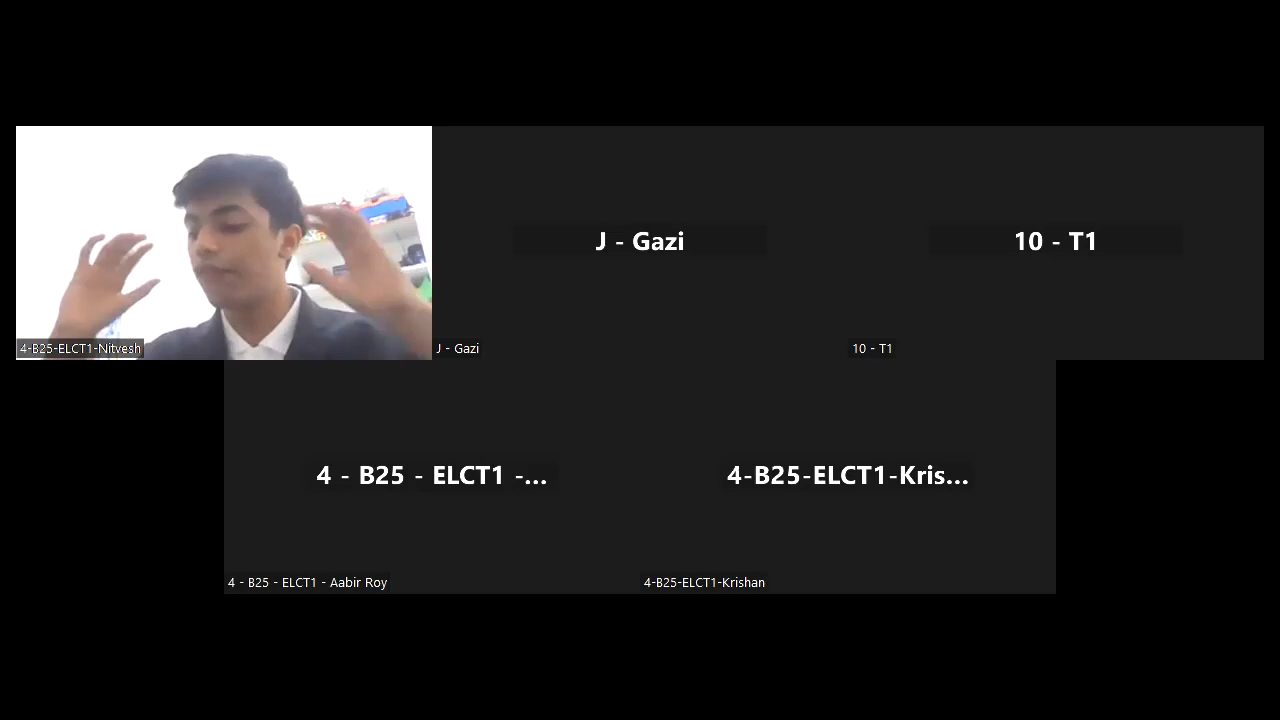 J - Gazi
10 - T1
4-B25-ELCT1-Nitvesh
J - Gazi
10 - T1
4 - B25 - ELCT1 -...
4-B25-ELCT1-Kris...
4 - B25 - ELCT1 - Aabir Roy
4-B25-ELCT1-Krishan